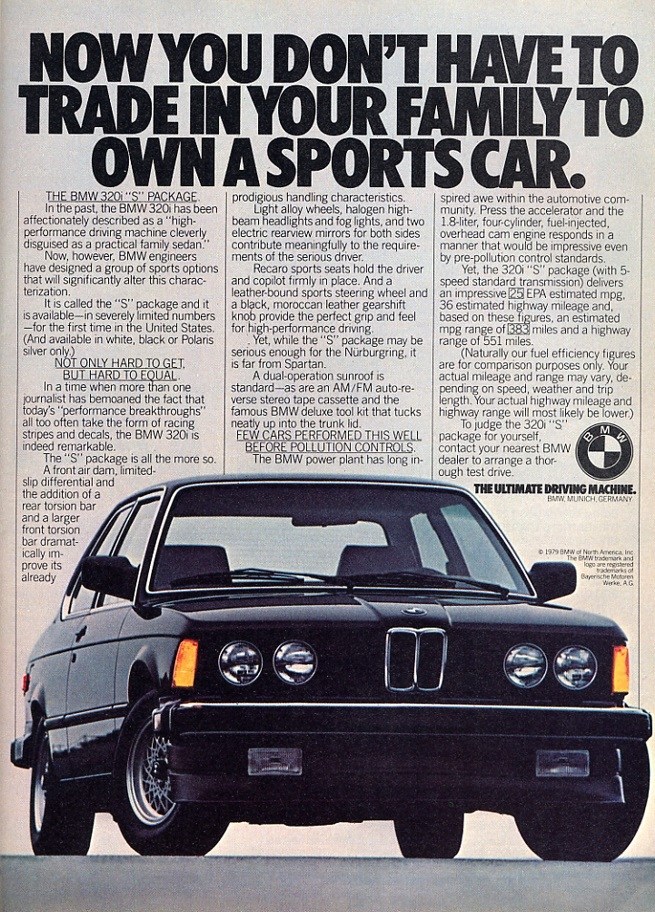 NOW YOU DON'T HAVE TO
TRADE IN YOUR FAMILY TO
OWN A SPORTS CAR.
THE BMW 320i "S" PACKAGE.
In the past, the BMW 320i has been
affectionately described as a "high-
performance driving machine cleverly
disguised as a practical family sedan."
Now, however, BMW engineers
have designed a group of sports options
that will significantly alter this charac-
terization.
It is called the "S" package and it
is available—in severely limited numbers
—for the first time in the United States.
(And available in white, black or Polaris
silver only.)
NOT ONLY HARD TO GET,
BUT HARD TO EQUAL.
In a time when more than one
journalist has bemoaned the fact that
today's "performance breakthroughs"
all too often take the form of racing
stripes and decals, the BMW 320i is
indeed remarkable.
The "S" package is all the more so.
A front air dam, limited-
slip differential and
the addition of a
rear torsion bar
and a larger
front torsion
bar dramat-
ically im-
prove its
already
prodigious handling characteristics.
Light alloy wheels, halogen high-
beam headlights and fog lights, and two
electric rearview mirrors for both sides
contribute meaningfully to the require-
ments of the serious driver.
Recaro sports seats hold the driver
and copilot firmly in place. And a
leather-bound sports steering wheel and
a black, moroccan leather gearshift
knob provide the perfect grip and feel
for high-performance driving.
Yet, while the "S" package may be
serious enough for the Nürburgring, it
is far from Spartan.
A dual-operation sunroof is
standard—as are an AM/FM auto-re-
verse stereo tape cassette and the
famous BMW deluxe tool kit that tucks
neatly up into the trunk lid.
FEW CARS PERFORMED THIS WELL
BEFORE POLLUTION CONTROLS.
The BMW power plant has long in-
spired awe within the automotive com-
munity. Press the accelerator and the
1.8-liter, four-cylinder, fuel-injected,
overhead cam engine responds in a
manner that would be impressive even
by pre-pollution control standards.
Yet, the 320i "S" package (with 5-
speed standard transmission) delivers
an impressive 25 EPA estimated mpg,
36 estimated highway mileage and,
based on these figures, an estimated
mpg range of 383 miles and a highway
range of 551 miles.
(Naturally our fuel efficiency figures
are for comparison purposes only. Your
actual mileage and range may vary, de-
pending on speed, weather and trip
length. Your actual highway mileage and
highway range will most likely be lower.)
To judge the 320i "S"
package for yourself,
contact your nearest BMW
dealer to arrange a thor-
ough test drive.
BMW
THE ULTIMATE DRIVING MACHINE.
BMW, MUNICH, GERMANY.
© 1979 BMW of North America, Inc.
The BMW trademark and
logo are registered
trademarks of
Bayerische Motoren
Werke, A.G.